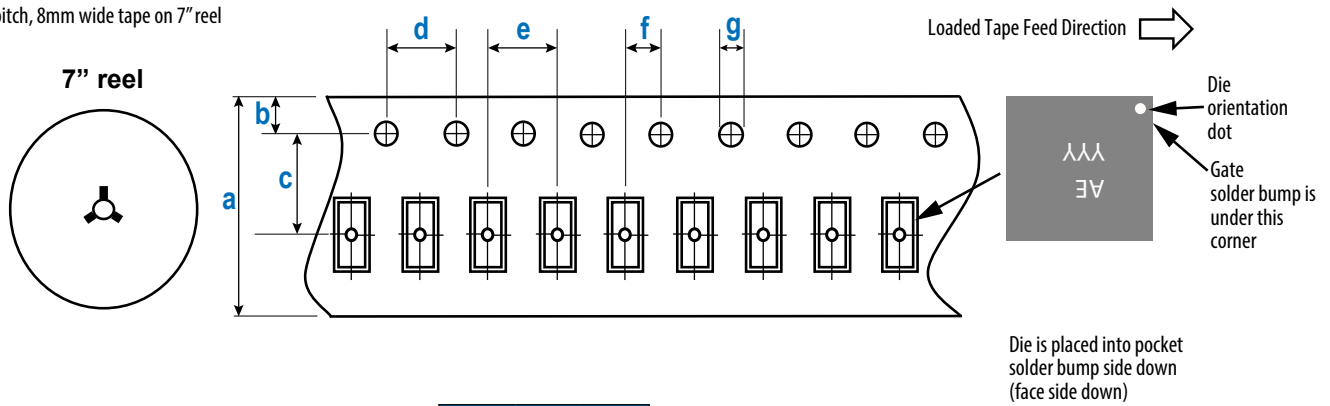 pitch, 8mm wide tape on 7” reel
7” reel
Loaded Tape Feed Direction
d
e
f
g
b
c
a
Die
orientation
dot
Gate
solder bump is
under this
corner
AE
YYY
Die is placed into pocket
solder bump side down
(face side down)